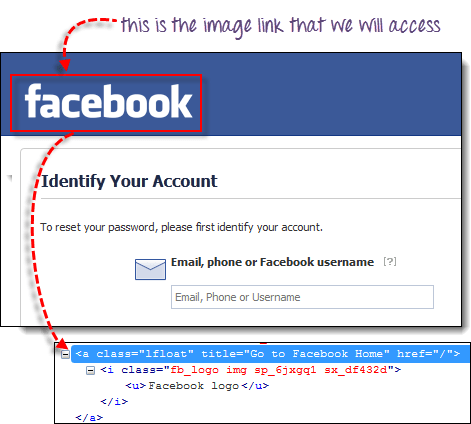 this is the image link that we will access
facebook
Identify Your Account
To reset your password, please first identify your account.
Email, phone or Facebook username [?]
Email, Phone or Username
<a class="lfloat" title="Go to Facebook Home" href="/">
<i class="fb_logo img sp_6jxgq1 sx_df432d">
<u>Facebook logo</u>
</i>
</a>